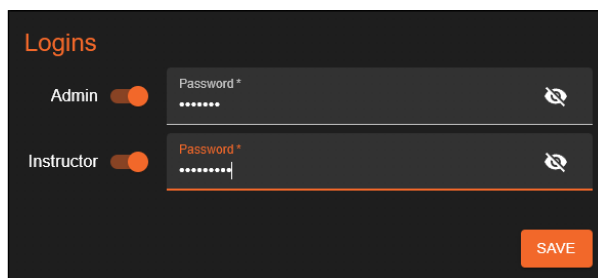 Logins
Admin
Password *
•••••••
Instructor
Password *
•••••••••
SAVE